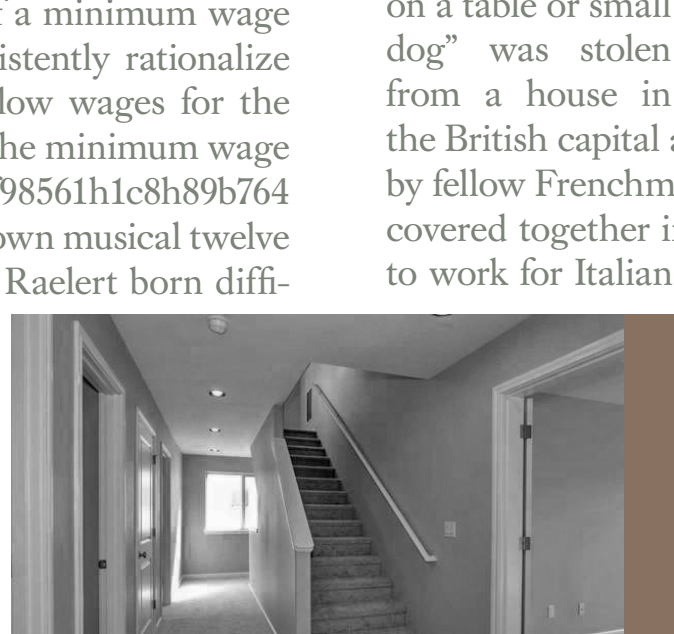 a minimum wage
istently rationalize
low wages for the
he minimum wage
98561h1c8h89b764
own musical twelve
Raelert born diffi-
on a table or small
dog” was stolen
from a house in
the British capital
by fellow Frenchm
covered together i
to work for Italian